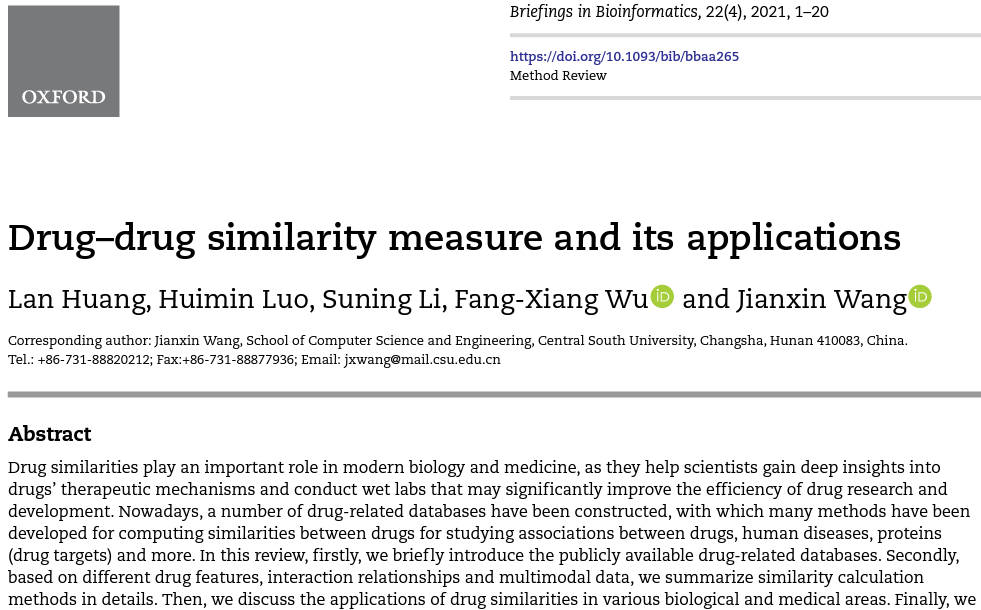 OXFORD
Briefings in Bioinformatics, 22(4), 2021, 1–20
https://doi.org/10.1093/bib/bbaa265
Method Review
Drug–drug similarity measure and its applications
Lan Huang, Huimin Luo, Suning Li, Fang-Xiang Wu iD and Jianxin Wang iD
Corresponding author: Jianxin Wang, School of Computer Science and Engineering, Central South University, Changsha, Hunan 410083, China.
Tel.: +86-731-88820212; Fax:+86-731-88877936; Email: jxwang@mail.csu.edu.cn
Abstract
Drug similarities play an important role in modern biology and medicine, as they help scientists gain deep insights into
drugs’ therapeutic mechanisms and conduct wet labs that may significantly improve the efficiency of drug research and
development. Nowadays, a number of drug-related databases have been constructed, with which many methods have been
developed for computing similarities between drugs for studying associations between drugs, human diseases, proteins
(drug targets) and more. In this review, firstly, we briefly introduce the publicly available drug-related databases. Secondly,
based on different drug features, interaction relationships and multimodal data, we summarize similarity calculation
methods in details. Then, we discuss the applications of drug similarities in various biological and medical areas. Finally, we